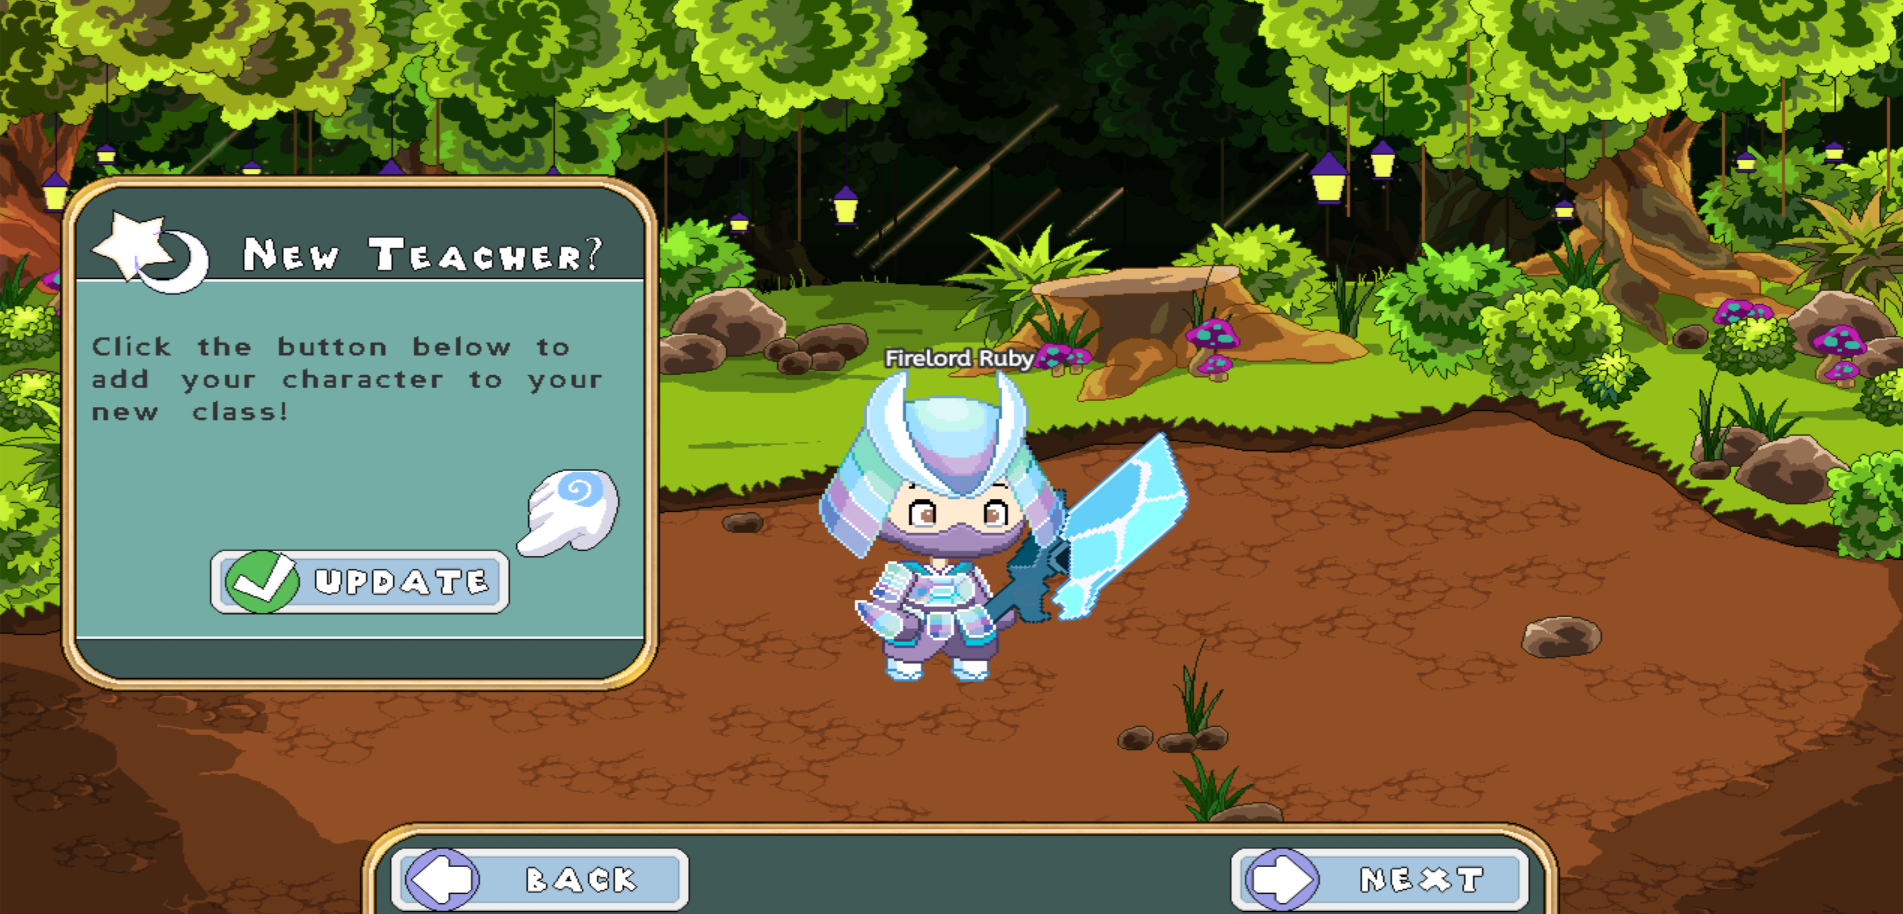 New Teacher?
Click the button below to
add your character to your
new class!
UPDATE
Firelord Ruby
BACK
NEXT